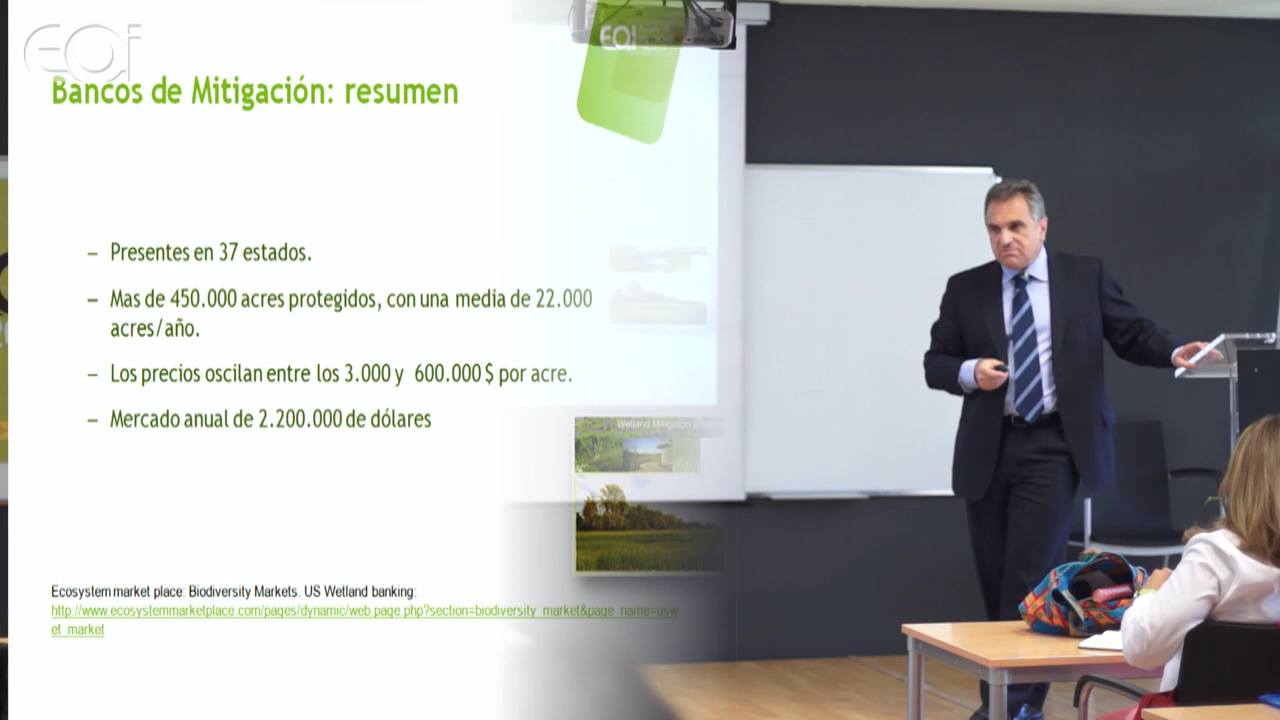 eoi
Bancos de Mitigación: resumen
eoi
– Presentes en 37 estados.
– Mas de 450.000 acres protegidos, con una media de 22.000
acres/año.
– Los precios oscilan entre los 3.000 y 600.000 $ por acre.
– Mercado anual de 2.200.000 de dólares
Wetland Mitigation
Ecosystem market place: Biodiversity Markets. US Wetland banking:
http://www.ecosystemmarketplace.com/pages/dynamic/web.page.php?section=biodiversity_market&page_name=usw
et_market